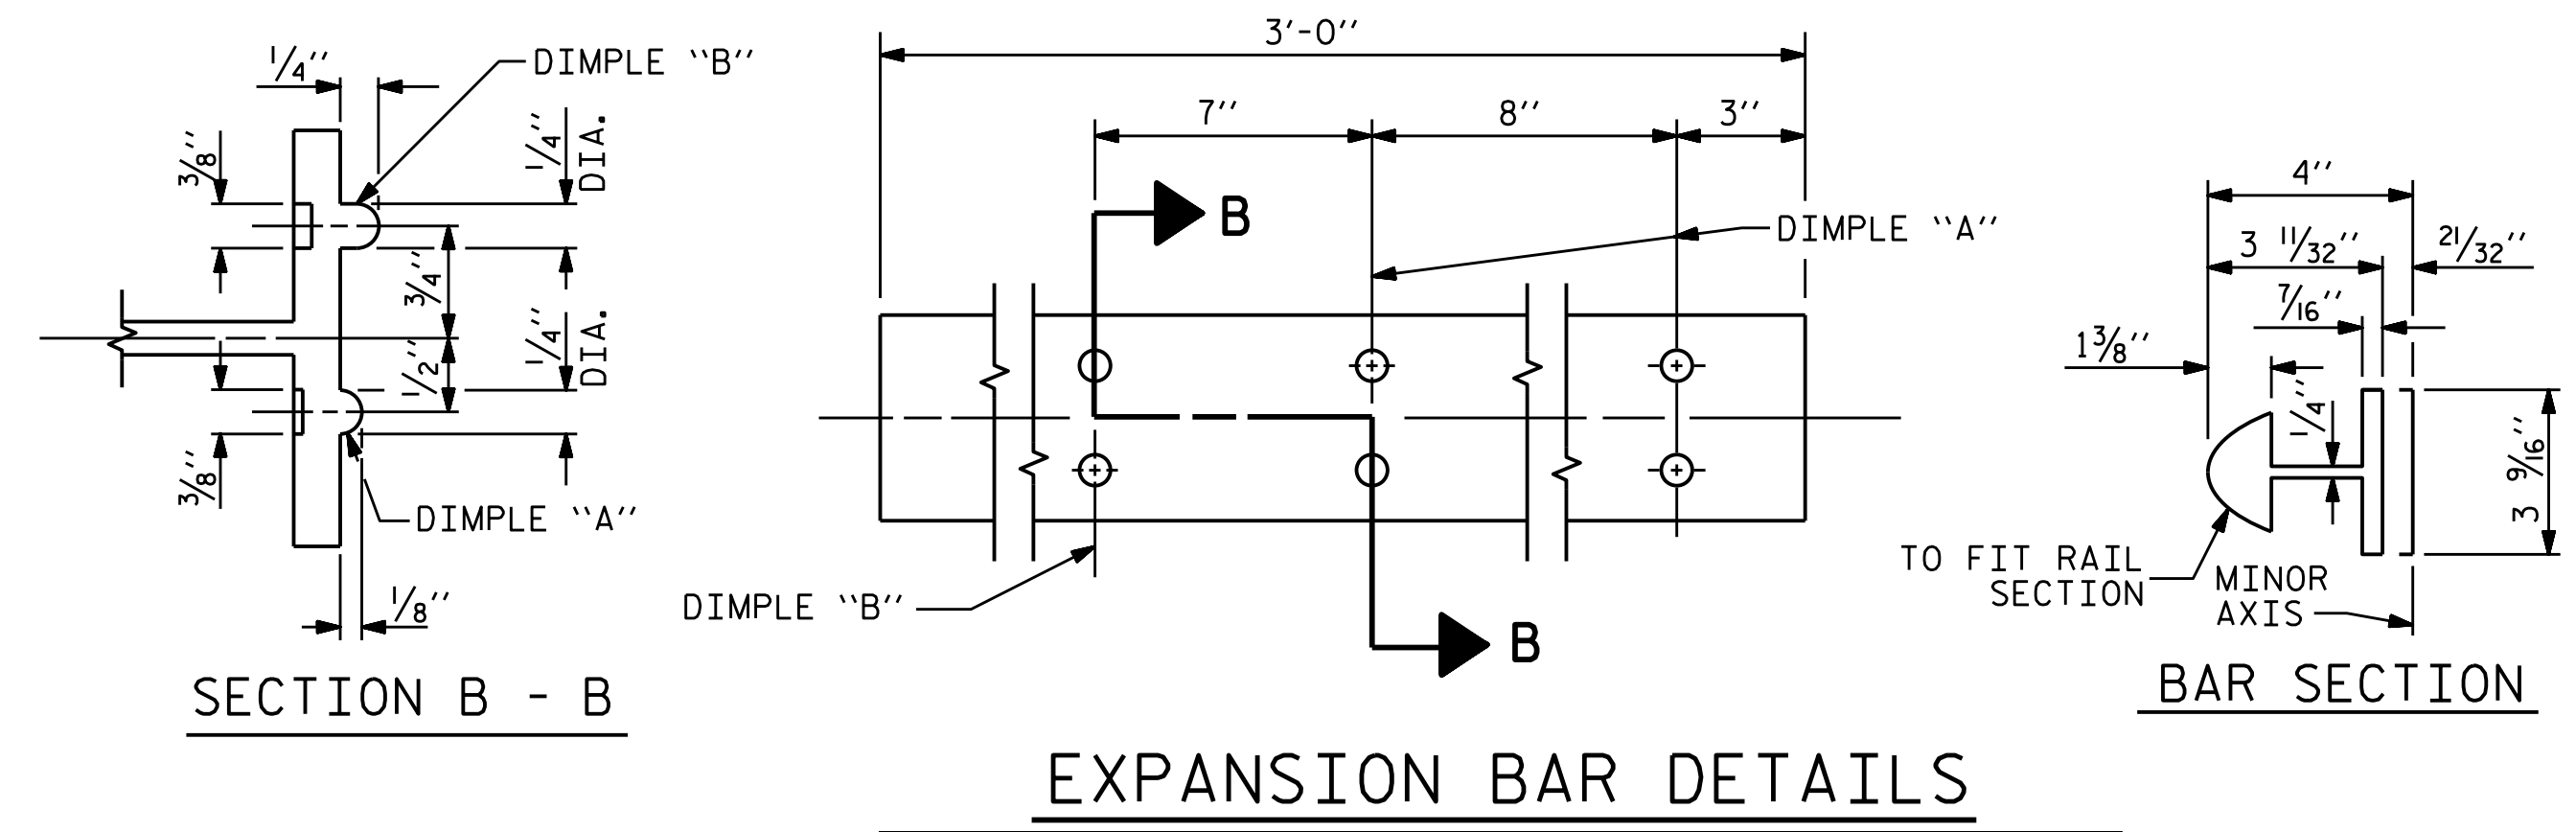 1/4''
DIMPLE "B"
3/8''
1/4''
DIA.
3/4''
1/2''
1/4''
DIA.
3/8''
DIMPLE "A"
1/8''
SECTION B - B
3'-0''
7''
8''
3''
B
DIMPLE "A"
DIMPLE "B"
B
EXPANSION BAR DETAILS
4''
3 11/32''
21/32''
7/16''
1 3/8''
1/4''
3 9/16''
TO FIT RAIL
SECTION
MINOR
AXIS
BAR SECTION